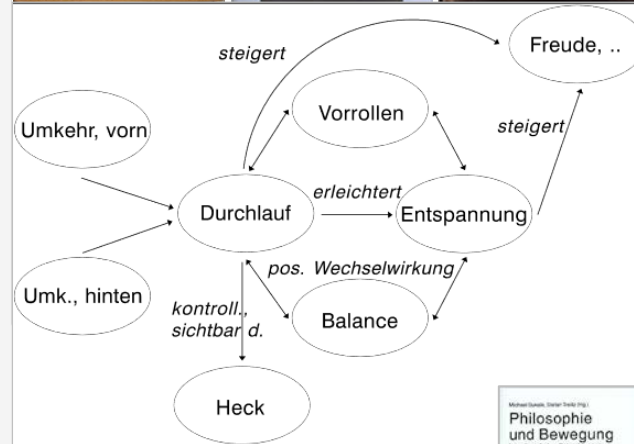 steigert
Freude, ..
Vorrollen
Umkehr, vorn
steigert
erleichtert
Durchlauf
Entspannung
pos. Wechselwirkung
Umk., hinten
kontroll.,
sichtbar d.
Balance
Heck
Philosophie
und Bewegung